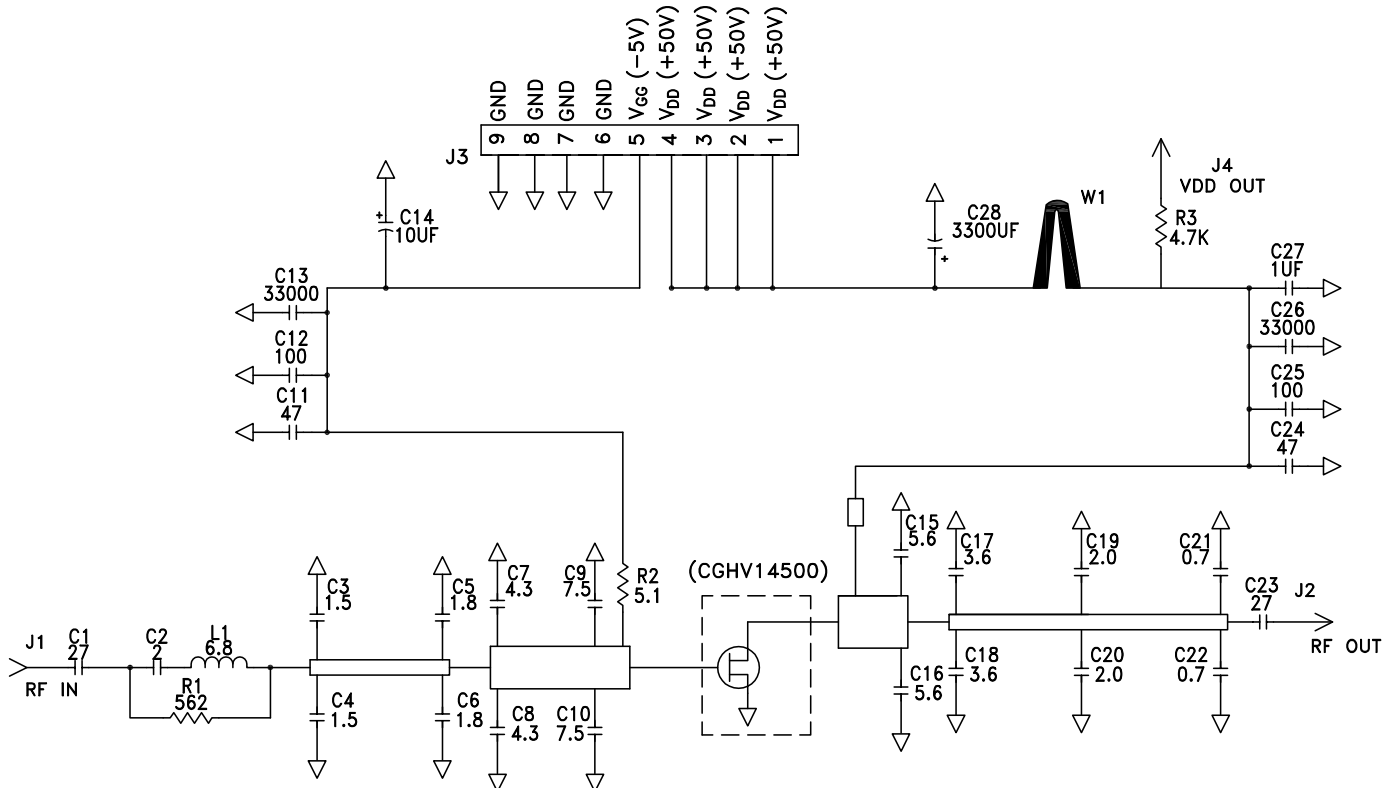 VGG (-5V)
VDD (+50V)
VDD (+50V)
VDD (+50V)
VDD (+50V)
GND
GND
GND
GND
9 8 7 6 5 4 3 2 1
J3
C14
10UF
C28
3300UF
W1
J4
VDD OUT
R3
4.7K
C13
33000
C12
100
C11
47
C27
1UF
C26
33000
C25
100
C24
47
J1
RF IN
C1
27
C2
2
L1
6.8
R1
562
C3
1.5
C4
1.5
C5
1.8
C6
1.8
C7
4.3
C8
4.3
C9
7.5
C10
7.5
R2
5.1
(CGHV14500)
C15
5.6
C16
5.6
C17
3.6
C18
3.6
C19
2.0
C20
2.0
C21
0.7
C22
0.7
C23
27
J2
RF OUT